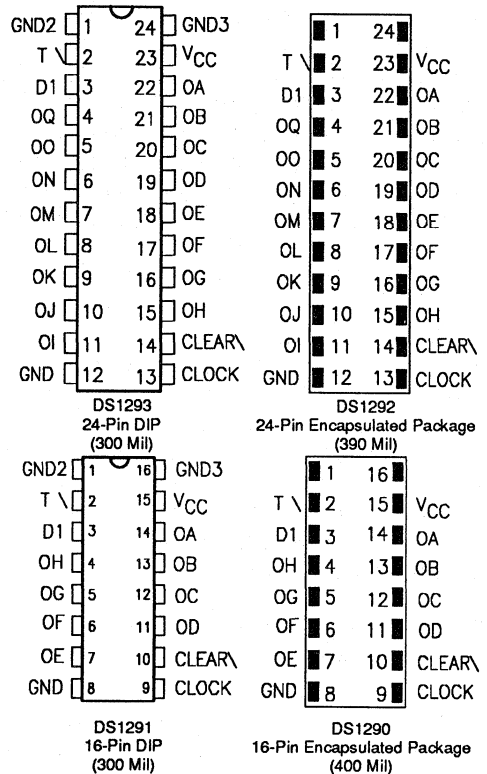 GND2 1 24 GND3
T \ 2 23 VCC
D1 3 22 OA
OQ 4 21 OB
OO 5 20 OC
ON 6 19 OD
OM 7 18 OE
OL 8 17 OF
OK 9 16 OG
OJ 10 15 OH
OI 11 14 CLEAR\
GND 12 13 CLOCK
DS1293
24-Pin DIP
(300 Mil)
1 24
T \ 2 23 VCC
D1 3 22 OA
OQ 4 21 OB
OO 5 20 OC
ON 6 19 OD
OM 7 18 OE
OL 8 17 OF
OK 9 16 OG
OJ 10 15 OH
OI 11 14 CLEAR\
GND 12 13 CLOCK
DS1292
24-Pin Encapsulated Package
(390 Mil)
GND2 1 16 GND3
T \ 2 15 VCC
D1 3 14 OA
OH 4 13 OB
OG 5 12 OC
OF 6 11 OD
OE 7 10 CLEAR\
GND 8 9 CLOCK
DS1291
16-Pin DIP
(300 Mil)
1 16
T \ 2 15 VCC
D1 3 14 OA
OH 4 13 OB
OG 5 12 OC
OF 6 11 OD
OE 7 10 CLEAR\
GND 8 9 CLOCK
DS1290
16-Pin Encapsulated Package
(400 Mil)